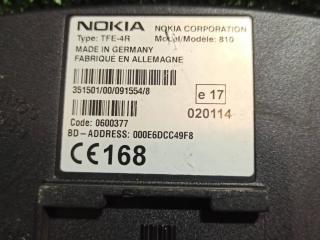 NOKIA NOKIA CORPORATION
Type: TFE-4R Model/Modèle: 810
MADE IN GERMANY
FABRIQUÉ EN ALLEMAGNE
351501/00/091554/8
e 17
020114
Code: 0600377
BD-ADDRESS: 000E6DCC49F8
CE168